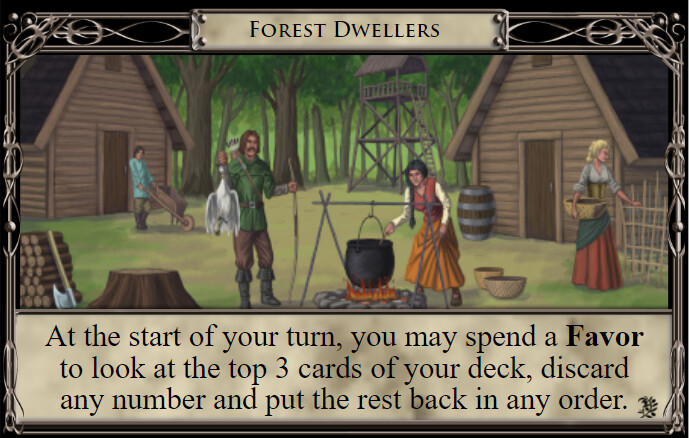 Forest Dwellers
At the start of your turn, you may spend a Favor
to look at the top 3 cards of your deck, discard
any number and put the rest back in any order.